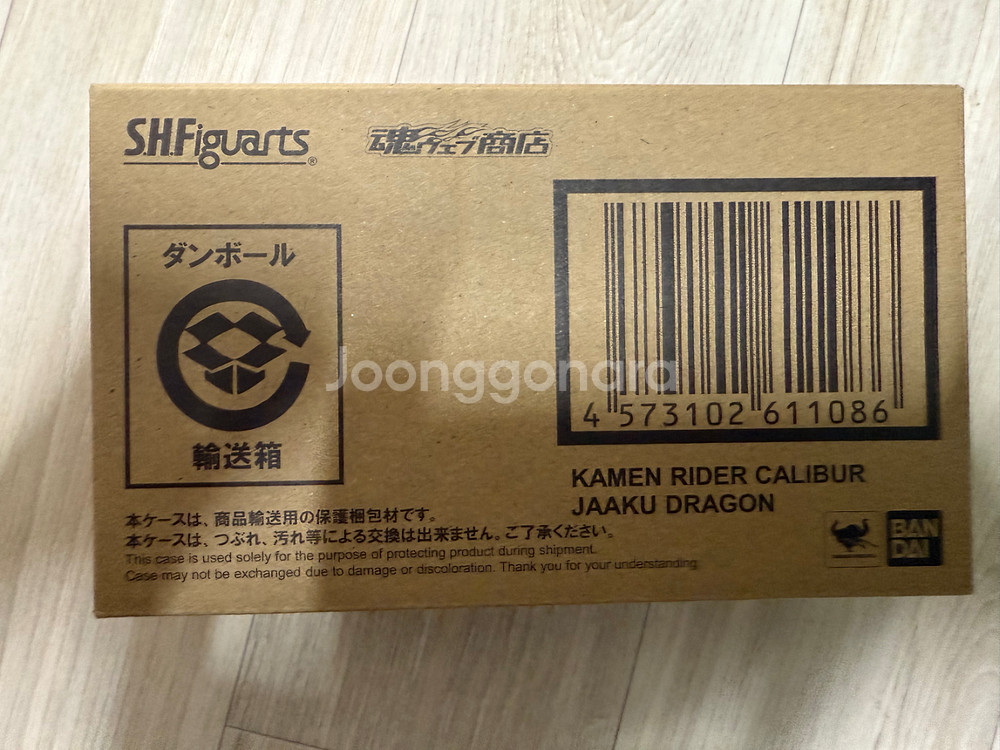 S.H.Figuarts®
魂ウェブ商店
ダンボール
輸送箱
4 573102 611086
KAMEN RIDER CALIBUR
JAAKU DRAGON
本ケースは、商品輸送用の保護梱包材です。
本ケースは、つぶれ、汚れ等による交換は出来ません。ご了承ください。
This case is used solely for the purpose of protecting product during shipment.
Case may not be exchanged due to damage or discoloration. Thank you for your understanding.
BAN
DAI
Joonggonara